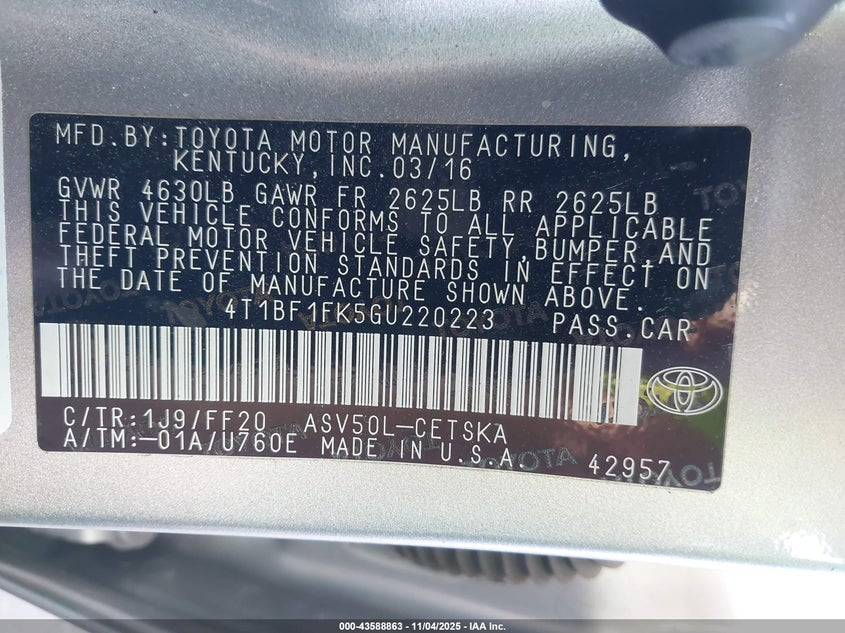 MFD.BY:TOYOTA MOTOR MANUFACTURING,
KENTUCKY,INC.03/16
GVWR 4630LB GAWR FR 2625LB RR 2625LB
THIS VEHICLE CONFORMS TO ALL APPLICABLE
FEDERAL MOTOR VEHICLE SAFETY,BUMPER,AND
THEFT PREVENTION STANDARDS IN EFFECT ON
THE DATE OF MANUFACTURE SHOWN ABOVE.
4T1BF1FK5GU220223 PASS.CAR
C/TR:1J9/FF20 ASV50L-CETSKA
A/TM:-01A/U760E MADE IN U.S.A. 42957
TOYOTA
000-43588863 - 11/04/2025 - IAA Inc.